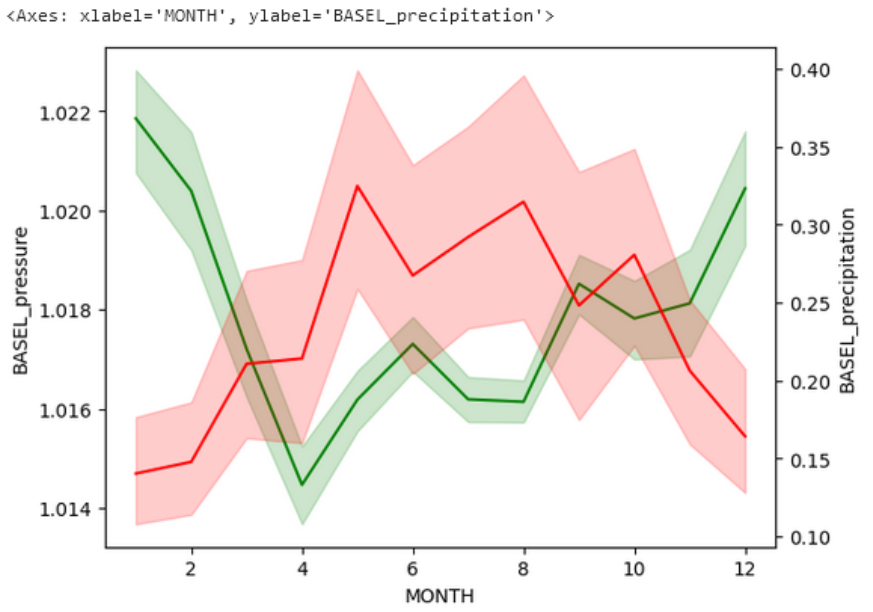 <Axes: xlabel='MONTH', ylabel='BASEL_precipitation'>
BASEL_pressure
1.022
1.020
1.018
1.016
1.014
0.40
0.35
0.30
0.25
0.20
0.15
0.10
BASEL_precipitation
2 4 6 8 10 12
MONTH